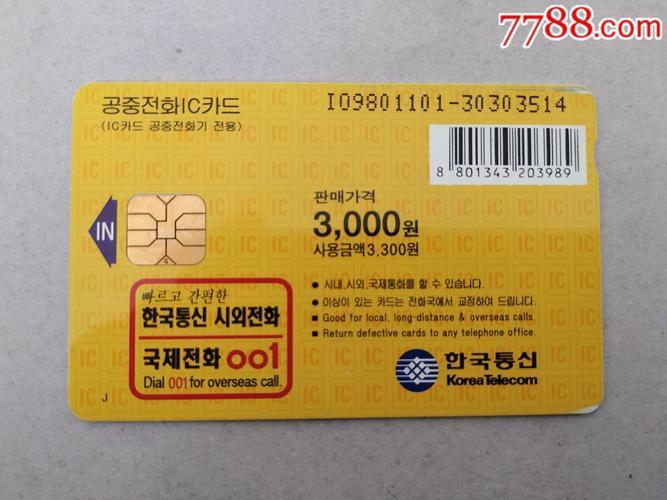 7788.com
공중전화IC카드
(IC카드 공중전화기 전용)
IO9801101-30303514
8 801343 203989
IN
판매가격
3,000원
사용금액3,300원
● 시내,시외,국제통화를 할 수 있습니다.
● 이상이 있는 카드는 전화국에서 교정하여 드립니다.
■ Good for local, long-distance & overseas calls.
■ Return defective cards to any telephone office.
빠르고 간편한
한국통신 시외전화
국제전화 001
Dial 001 for overseas call.
한국통신
Korea Telecom
J